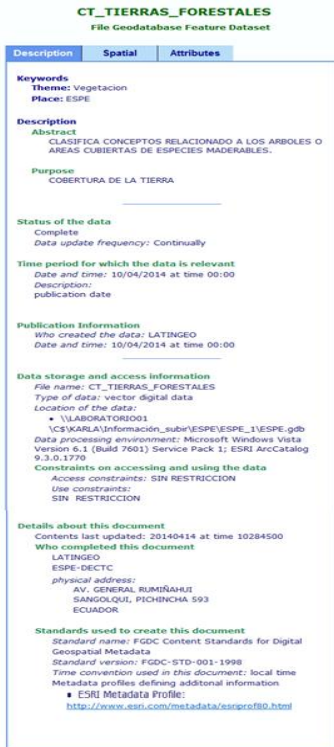 CT_TIERRAS_FORESTALES
File Geodatabase Feature Dataset
Description Spatial Attributes
Keywords
Theme: Vegetacion
Place: ESPE
Description
Abstract
CLASIFICA CONCEPTOS RELACIONADO A LOS ARBOLES O
AREAS CUBIERTAS DE ESPECIES MADERABLES.
Purpose
COBERTURA DE LA TIERRA
Status of the data
Complete
Data update frequency: Continually
Time period for which the data is relevant
Date and time: 10/04/2014 at time 00:00
Description:
publication date
Publication Information
Who created the data: LATINGEO
Date and time: 10/04/2014 at time 00:00
Data storage and access information
File name: CT_TIERRAS_FORESTALES
Type of data: vector digital data
Location of the data:
• \\LABORATORIO01
\C$\KARLA\Información_subir\ESPE\ESPE_1\ESPE.gdb
Data processing environment: Microsoft Windows Vista
Version 6.1 (Build 7601) Service Pack 1; ESRI ArcCatalog
9.3.0.1770
Constraints on accessing and using the data
Access constraints: SIN RESTRICCION
Use constraints:
SIN RESTRICCION
Details about this document
Contents last updated: 20140414 at time 10284500
Who completed this document
LATINGEO
ESPE-DECTC
physical address:
AV. GENERAL RUMIÑAHUI
SANGOLQUI, PICHINCHA 593
ECUADOR
Standards used to create this document
Standard name: FGDC Content Standards for Digital
Geospatial Metadata
Standard version: FGDC-STD-001-1998
Time convention used in this document: local time
Metadata profiles defining additonal information
▪ ESRI Metadata Profile:
http://www.esri.com/metadata/esriprof80.html